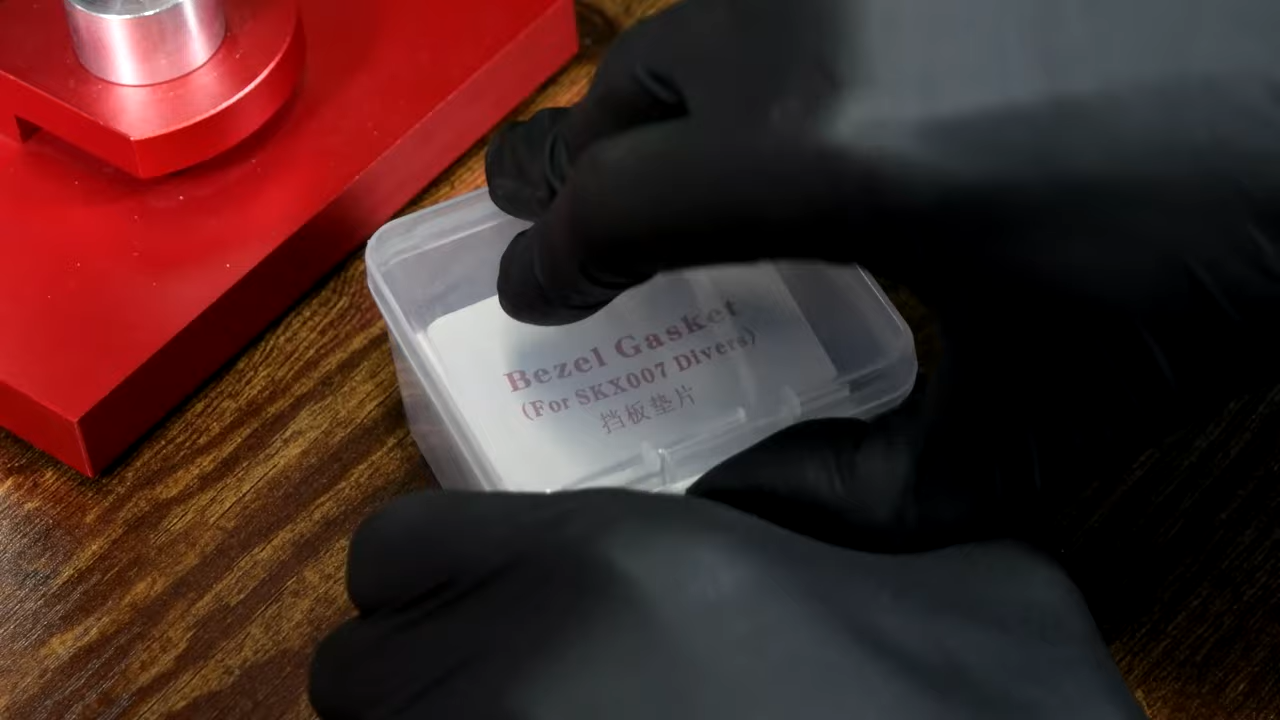 Bezel Gasket
(For SKX007 Divers)
挡板垫片